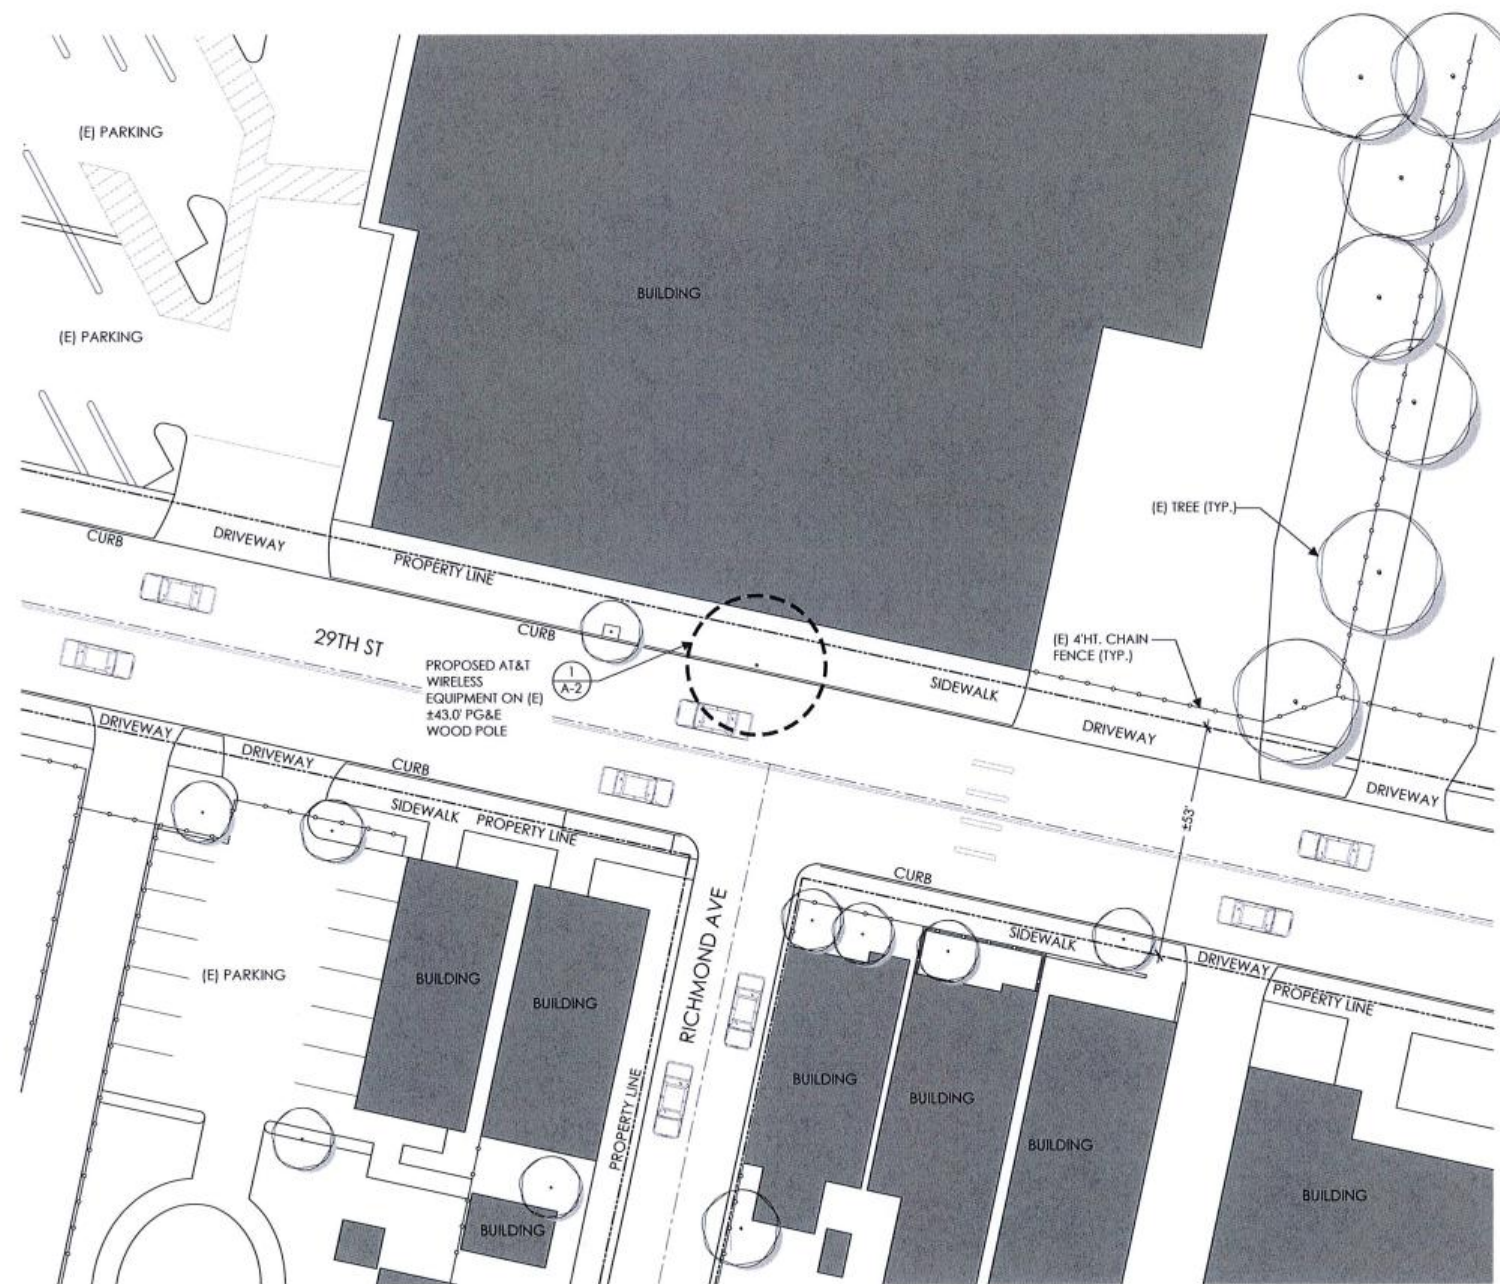 (E) PARKING
BUILDING
(E) PARKING
(E) TREE (TYP.)
CURB
DRIVEWAY
PROPERTY LINE
29TH ST
CURB
PROPOSED AT&T
WIRELESS
EQUIPMENT ON (E)
±43.0' PG&E
WOOD POLE
1
A-2
(E) 4'HT. CHAIN
FENCE (TYP.)
SIDEWALK
DRIVEWAY
DRIVEWAY
DRIVEWAY
DRIVEWAY
CURB
SIDEWALK
PROPERTY LINE
±53'
CURB
SIDEWALK
DRIVEWAY
PROPERTY LINE
RICHMOND AVE
(E) PARKING
BUILDING
BUILDING
PROPERTY LINE
BUILDING
BUILDING
BUILDING
BUILDING
BUILDING